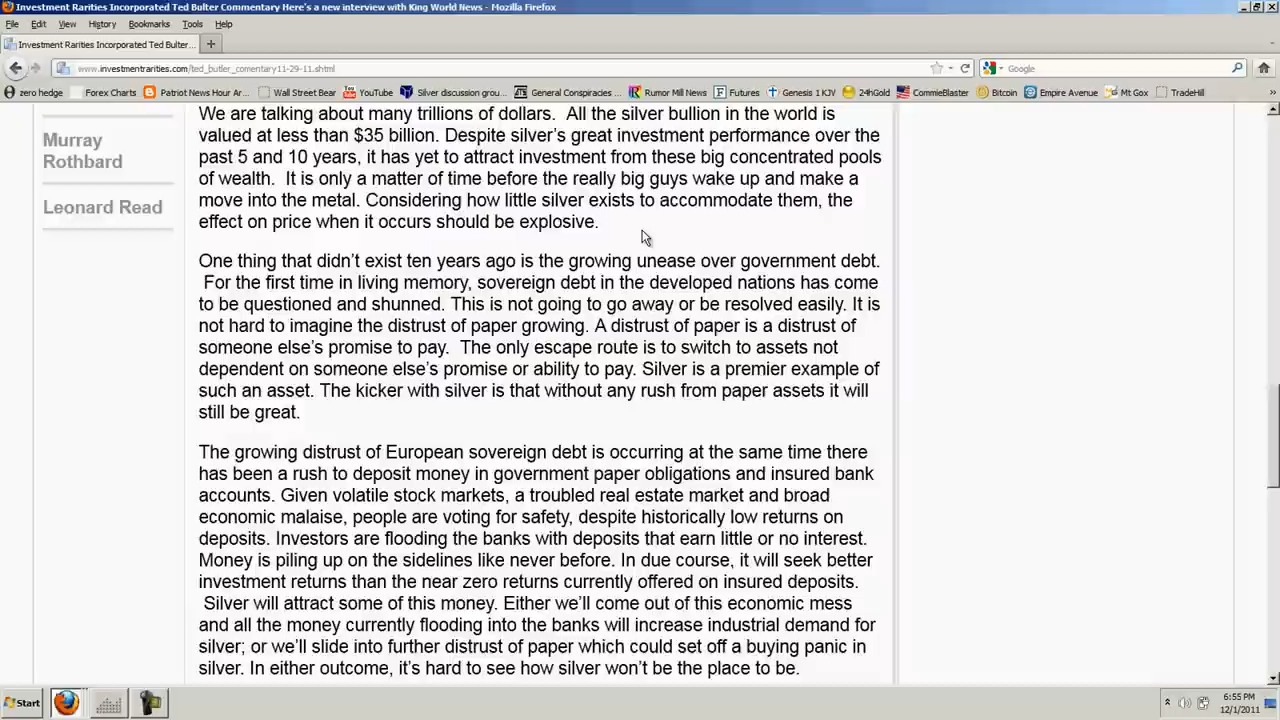 Investment Rarities Incorporated Ted Bulter Commentary Here's a new interview with King World News - Mozilla Firefox
File Edit View History Bookmarks Tools Help
Investment Rarities Incorporated Ted Butler...
www.investmentrarities.com/ted_butler_comentary11-29-11.shtml
Google
zero hedge Forex Charts Patriot News Hour Ar... Wall Street Bear YouTube Silver discussion grou... General Conspiracies ... Rumor Mill News Futures Genesis 1 KJV 24hGold CommieBlaster Bitcoin Empire Avenue Mt Gox TradeHill
Murray
Rothbard
Leonard Read
We are talking about many trillions of dollars. All the silver bullion in the world is
valued at less than $35 billion. Despite silver’s great investment performance over the
past 5 and 10 years, it has yet to attract investment from these big concentrated pools
of wealth. It is only a matter of time before the really big guys wake up and make a
move into the metal. Considering how little silver exists to accommodate them, the
effect on price when it occurs should be explosive.
One thing that didn’t exist ten years ago is the growing unease over government debt.
For the first time in living memory, sovereign debt in the developed nations has come
to be questioned and shunned. This is not going to go away or be resolved easily. It is
not hard to imagine the distrust of paper growing. A distrust of paper is a distrust of
someone else’s promise to pay. The only escape route is to switch to assets not
dependent on someone else’s promise or ability to pay. Silver is a premier example of
such an asset. The kicker with silver is that without any rush from paper assets it will
still be great.
The growing distrust of European sovereign debt is occurring at the same time there
has been a rush to deposit money in government paper obligations and insured bank
accounts. Given volatile stock markets, a troubled real estate market and broad
economic malaise, people are voting for safety, despite historically low returns on
deposits. Investors are flooding the banks with deposits that earn little or no interest.
Money is piling up on the sidelines like never before. In due course, it will seek better
investment returns than the near zero returns currently offered on insured deposits.
Silver will attract some of this money. Either we’ll come out of this economic mess
and all the money currently flooding into the banks will increase industrial demand for
silver; or we’ll slide into further distrust of paper which could set off a buying panic in
silver. In either outcome, it’s hard to see how silver won’t be the place to be.
Start
6:55 PM
12/1/2011